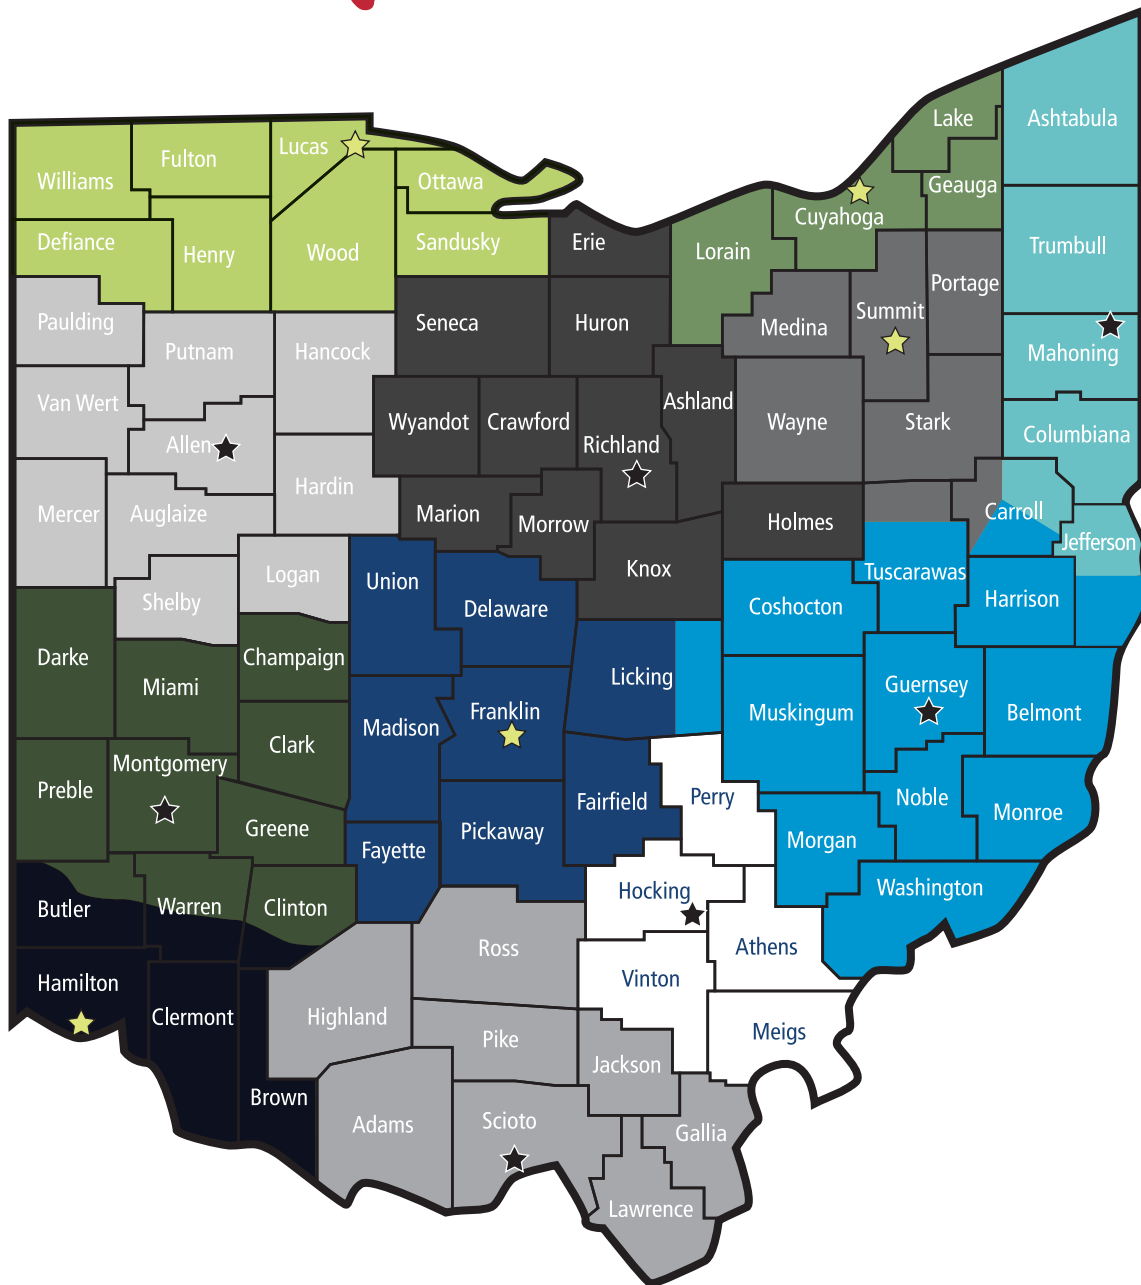 Lake
Ashtabula
Lucas
Fulton
Williams
Ottawa
Geauga
Cuyahoga
Defiance
Henry
Wood
Sandusky
Erie
Lorain
Trumbull
Portage
Paulding
Putnam
Hancock
Seneca
Huron
Medina
Summit
Mahoning
Van Wert
Allen
Wyandot
Crawford
Richland
Ashland
Wayne
Stark
Columbiana
Mercer
Auglaize
Hardin
Marion
Morrow
Holmes
Carroll
Jefferson
Logan
Shelby
Union
Delaware
Knox
Coshocton
Tuscarawas
Harrison
Darke
Miami
Champaign
Licking
Guernsey
Belmont
Madison
Franklin
Muskingum
Clark
Montgomery
Preble
Greene
Fayette
Pickaway
Fairfield
Perry
Morgan
Noble
Monroe
Butler
Warren
Clinton
Hocking
Washington
Ross
Athens
Hamilton
Clermont
Highland
Vinton
Pike
Meigs
Jackson
Brown
Adams
Scioto
Gallia
Lawrence